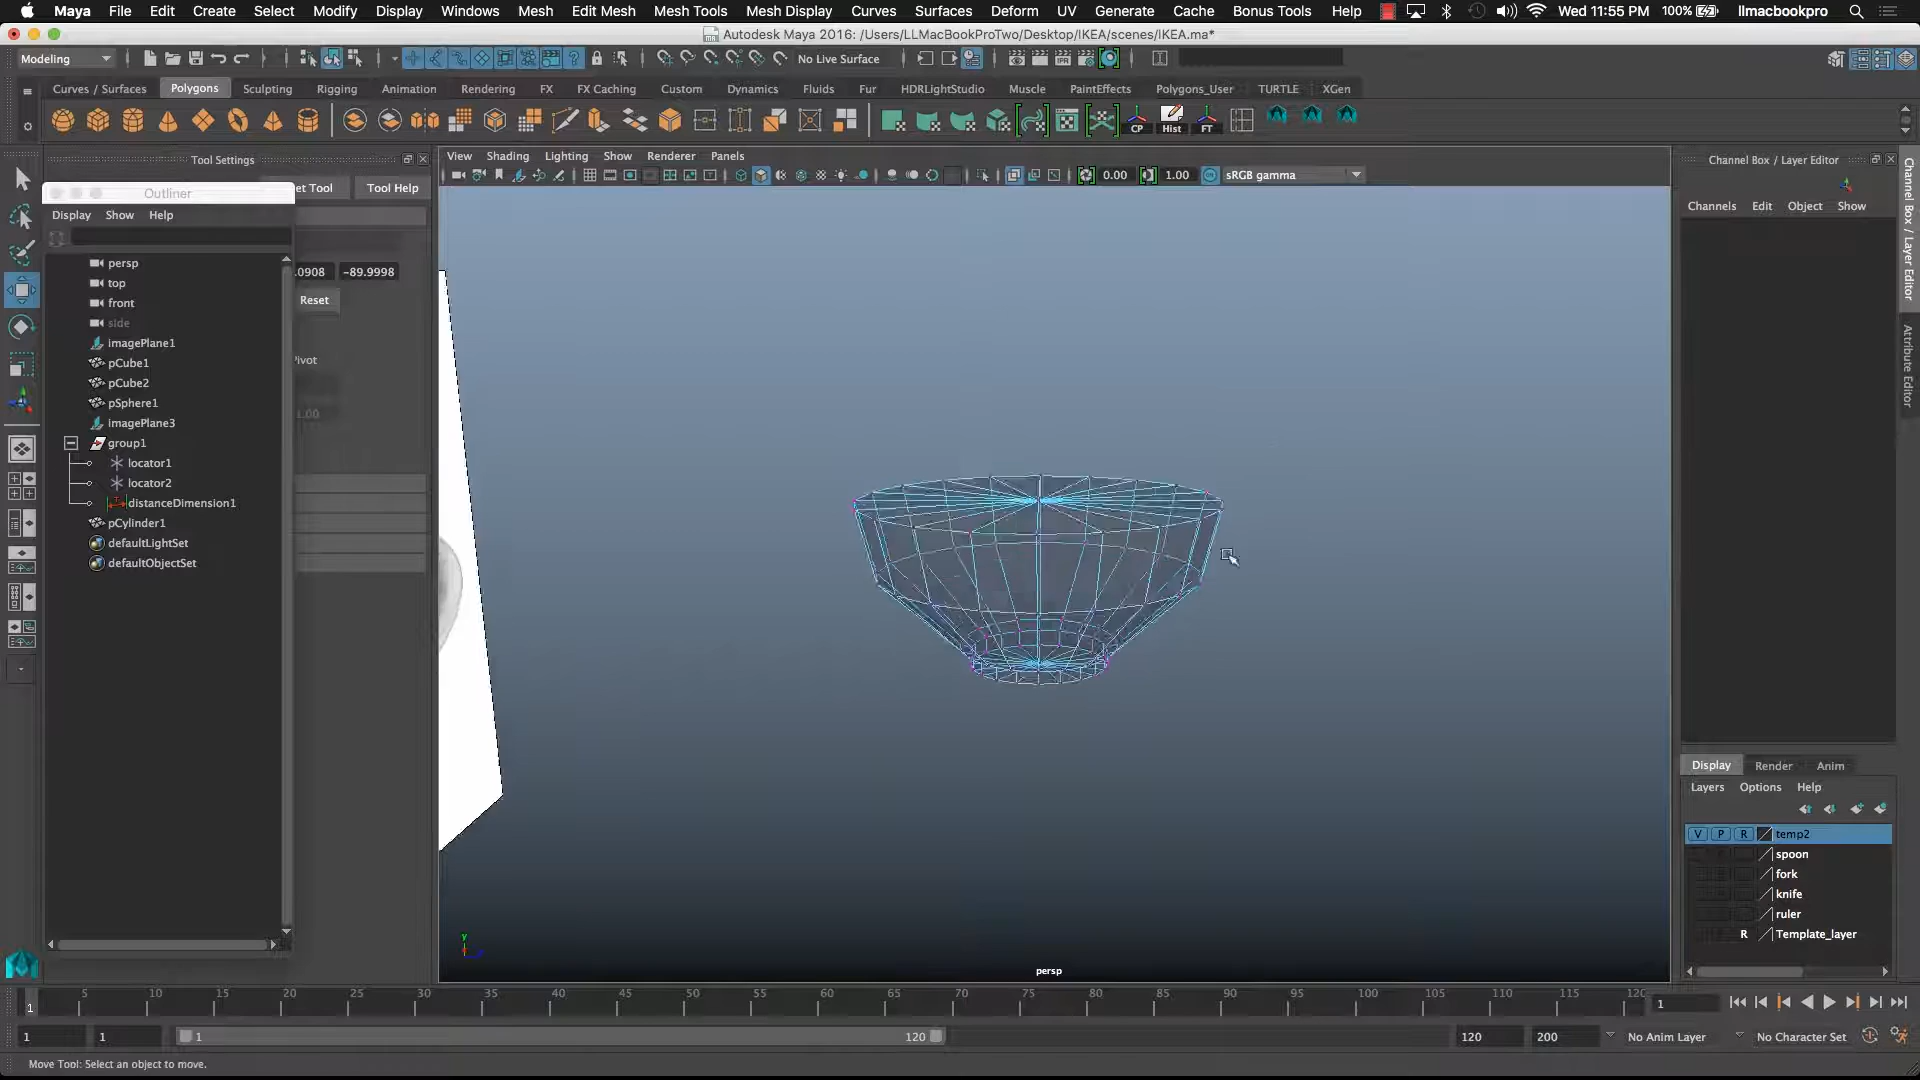 Maya File Edit Create Select Modify Display Windows Mesh Edit Mesh Mesh Tools Mesh Display Curves Surfaces Deform UV Generate Cache Bonus Tools Help Wed 11:55 PM 100% llmacbookpro
Autodesk Maya 2016: /Users/LLMacBookProTwo/Desktop/IKEA/scenes/IKEA.ma*
Modeling No Live Surface
Curves / Surfaces Polygons Sculpting Rigging Animation Rendering FX FX Caching Custom Dynamics Fluids Fur HDRLightStudio Muscle PaintEffects Polygons_User TURTLE XGen
CP Hist FT
Tool Settings
View Shading Lighting Show Renderer Panels
Channel Box / Layer Editor
0.00 1.00 sRGB gamma
et Tool Tool Help
Outliner
Display Show Help
Channels Edit Object Show
persp
.0908 -89.9998
top
front
Reset
side
imagePlane1
pCube1
Pivot
pCube2
pSphere1
1.00
imagePlane3
group1
locator1
locator2
distanceDimension1
pCylinder1
defaultLightSet
defaultObjectSet
Channel Box / Layer Editor
Attribute Editor
Display Render Anim
Layers Options Help
V P R temp2
spoon
fork
knife
ruler
R Template_layer
y
persp
1 5 10 15 20 25 30 35 40 45 50 55 60 65 70 75 80 85 90 95 100 105 110 115 120 1
1 1 1 120 120 200 No Anim Layer No Character Set
Move Tool: Select an object to move.